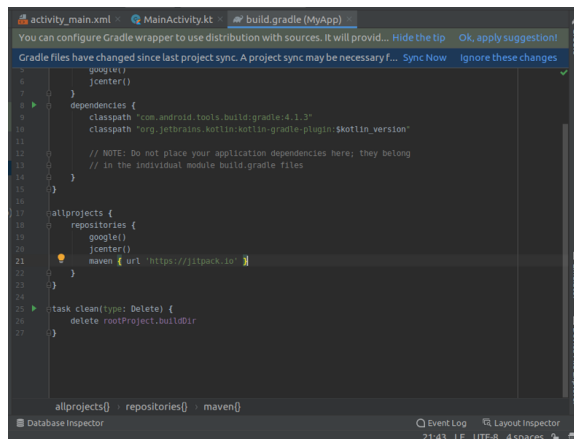 activity_main.xml MainActivity.kt build.gradle (MyApp)
You can configure Gradle wrapper to use distribution with sources. It will provid... Hide the tip Ok, apply suggestion!
Gradle files have changed since last project sync. A project sync may be necessary f... Sync Now Ignore these changes
5 google()
6 jcenter()
7 }
8 dependencies {
9 classpath "com.android.tools.build:gradle:4.1.3"
10 classpath "org.jetbrains.kotlin:kotlin-gradle-plugin:$kotlin_version"
11
12 // NOTE: Do not place your application dependencies here; they belong
13 // in the individual module build.gradle files
14 }
15 }
16
17 allprojects {
18 repositories {
19 google()
20 jcenter()
21 maven { url 'https://jitpack.io' }
22 }
23 }
24
25 task clean(type: Delete) {
26 delete rootProject.buildDir
27 }
allprojects{} › repositories{} › maven{}
Database Inspector Event Log Layout Inspector
21:43 LF UTF-8 4 spaces